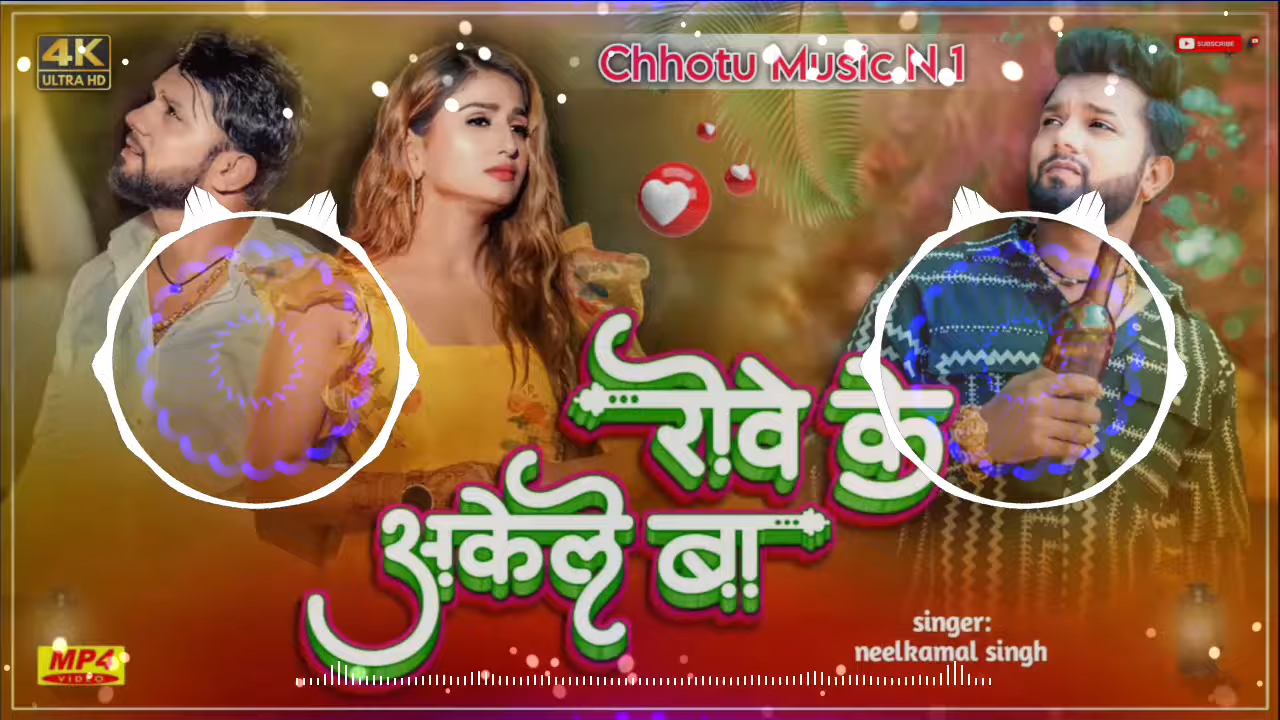 4K
ULTRA HD
Chhotu Music N.1
SUBSCRIBE
रोवे के
अकेले बा
singer:
neelkamal singh
MP4
VIDEO